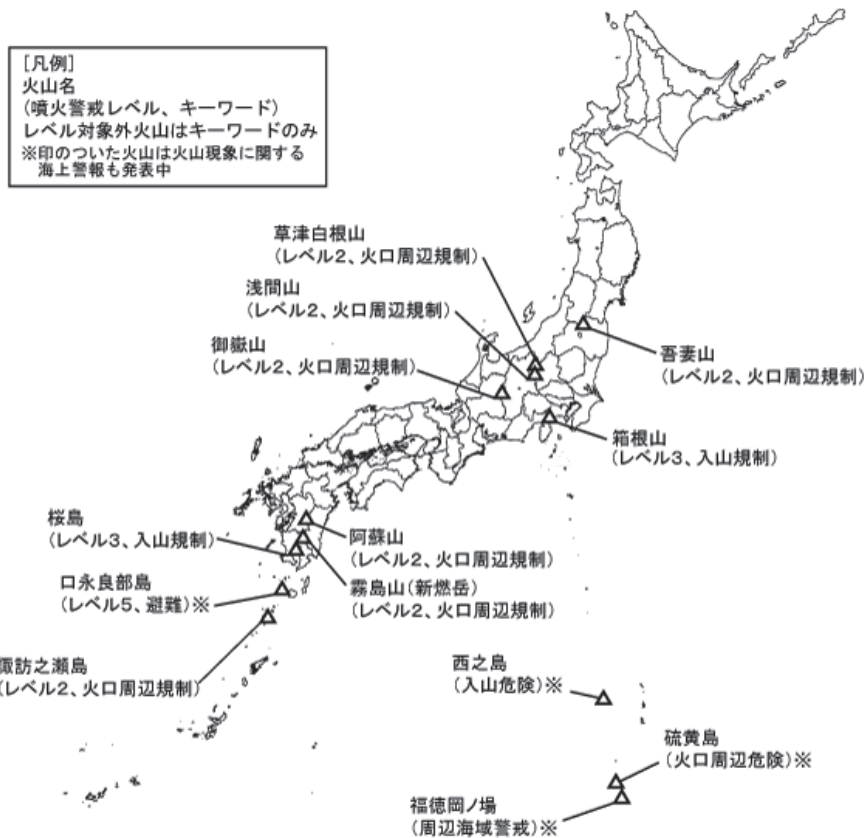 [凡例]
火山名
(噴火警戒レベル、キーワード)
レベル対象外火山はキーワードのみ
※印のついた火山は火山現象に関する
海上警報も発表中
草津白根山
(レベル2、火口周辺規制)
浅間山
(レベル2、火口周辺規制)
御嶽山
(レベル2、火口周辺規制)
吾妻山
(レベル2、火口周辺規制)
箱根山
(レベル3、入山規制)
桜島
(レベル3、入山規制)
阿蘇山
(レベル2、火口周辺規制)
口永良部島
(レベル5、避難)※
霧島山(新燃岳)
(レベル2、火口周辺規制)
諏訪之瀬島
(レベル2、火口周辺規制)
西之島
(入山危険)※
硫黄島
(火口周辺危険)※
福徳岡ノ場
(周辺海域警戒)※